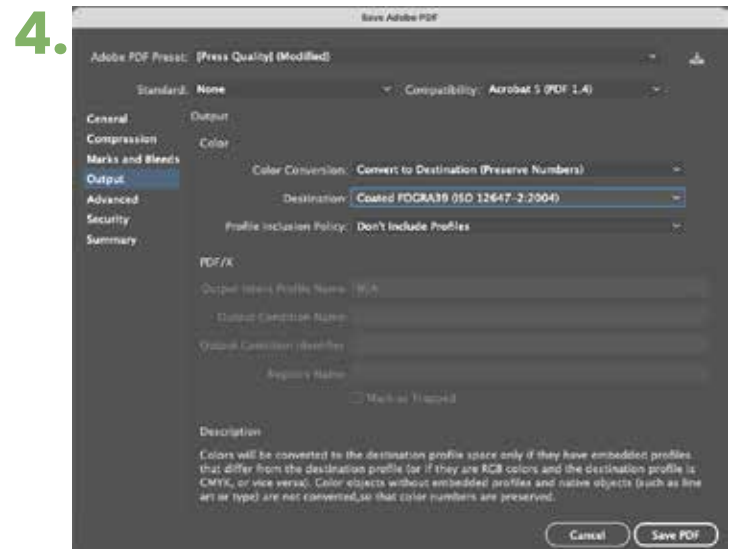 4.
Save Adobe PDF
Adobe PDF Preset: [Press Quality] (Modified)
Standard: None Compatibility: Acrobat 5 (PDF 1.4)
General
Compression
Marks and Bleeds
Output
Advanced
Security
Summary
Output
Color
Color Conversion: Convert to Destination (Preserve Numbers)
Destination: Coated FOGRA39 (ISO 12647-2:2004)
Profile Inclusion Policy: Don't Include Profiles
PDF/X
Output Intent Profile Name: N/A
Output Condition Name:
Output Condition Identifier:
Registry Name:
Mark as Trapped
Description
Colors will be converted to the destination profile space only if they have embedded profiles
that differ from the destination profile (or if they are RGB colors and the destination profile is
CMYK, or vice versa). Color objects without embedded profiles and native objects (such as line
art or type) are not converted,so that color numbers are preserved.
Cancel Save PDF